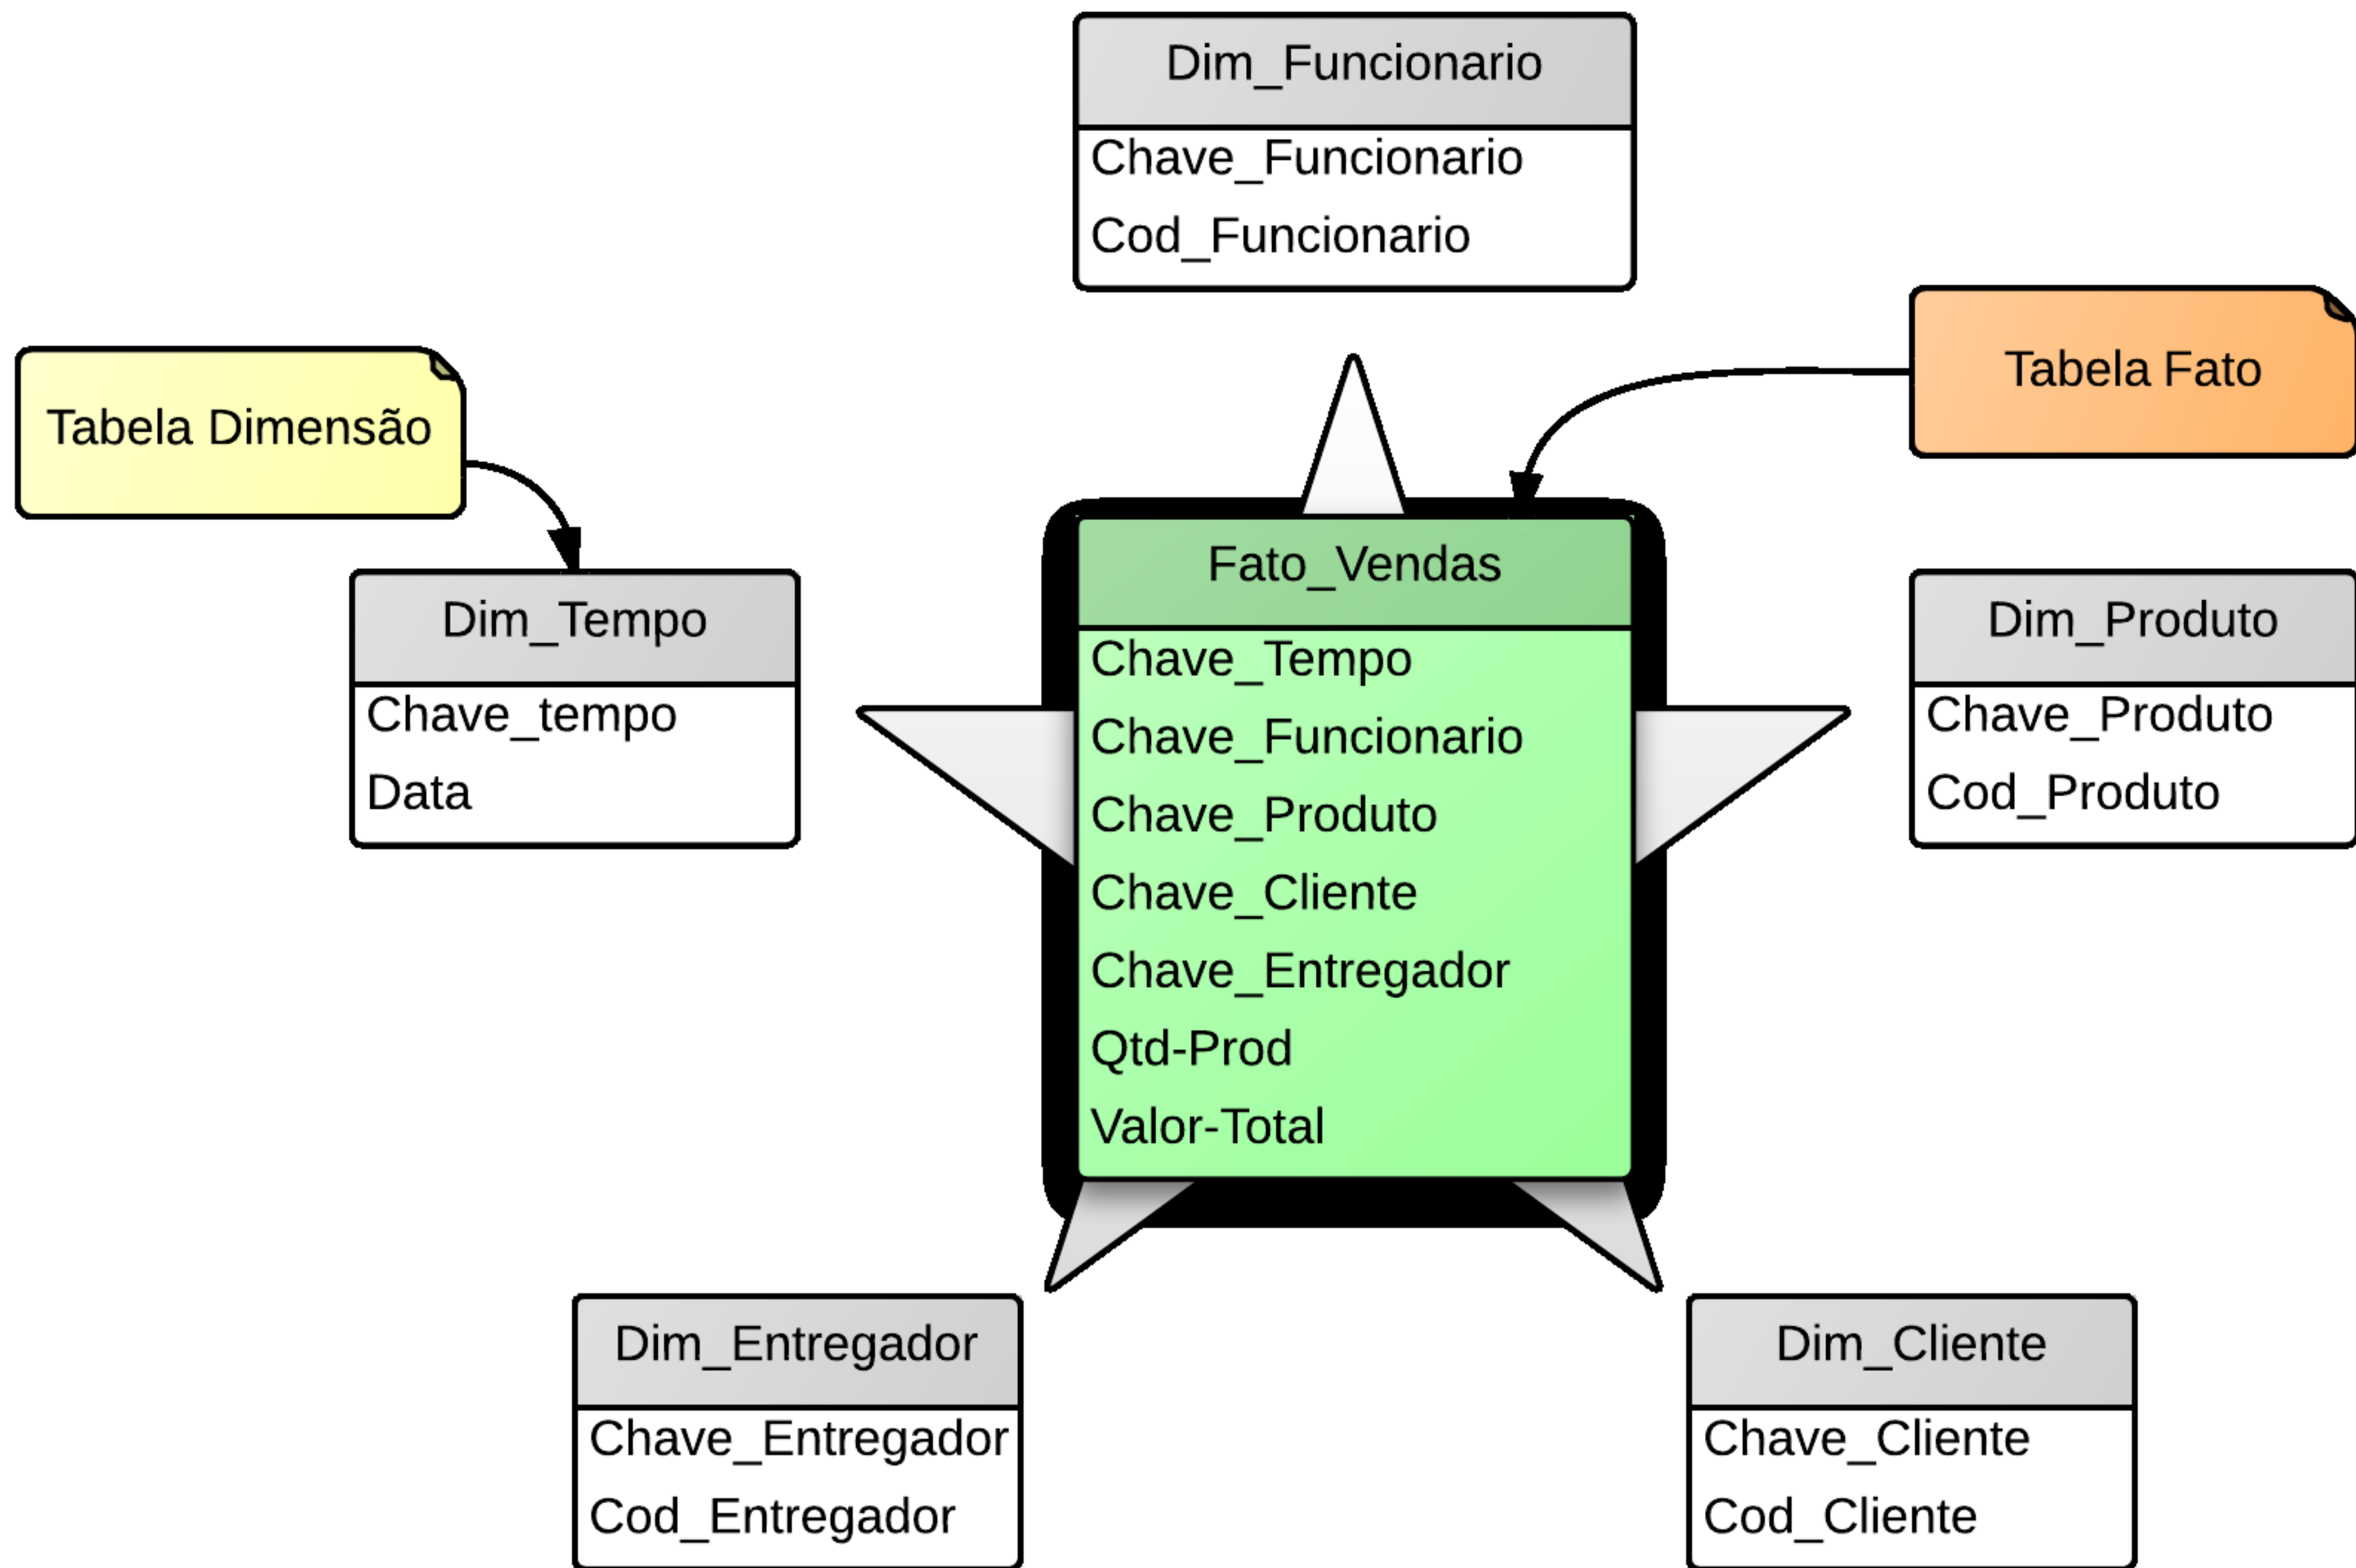 Dim_Funcionario
Chave_Funcionario
Cod_Funcionario
Tabela Dimensão
Tabela Fato
Dim_Tempo
Chave_tempo
Data
Fato_Vendas
Chave_Tempo
Chave_Funcionario
Chave_Produto
Chave_Cliente
Chave_Entregador
Qtd-Prod
Valor-Total
Dim_Produto
Chave_Produto
Cod_Produto
Dim_Entregador
Chave_Entregador
Cod_Entregador
Dim_Cliente
Chave_Cliente
Cod_Cliente